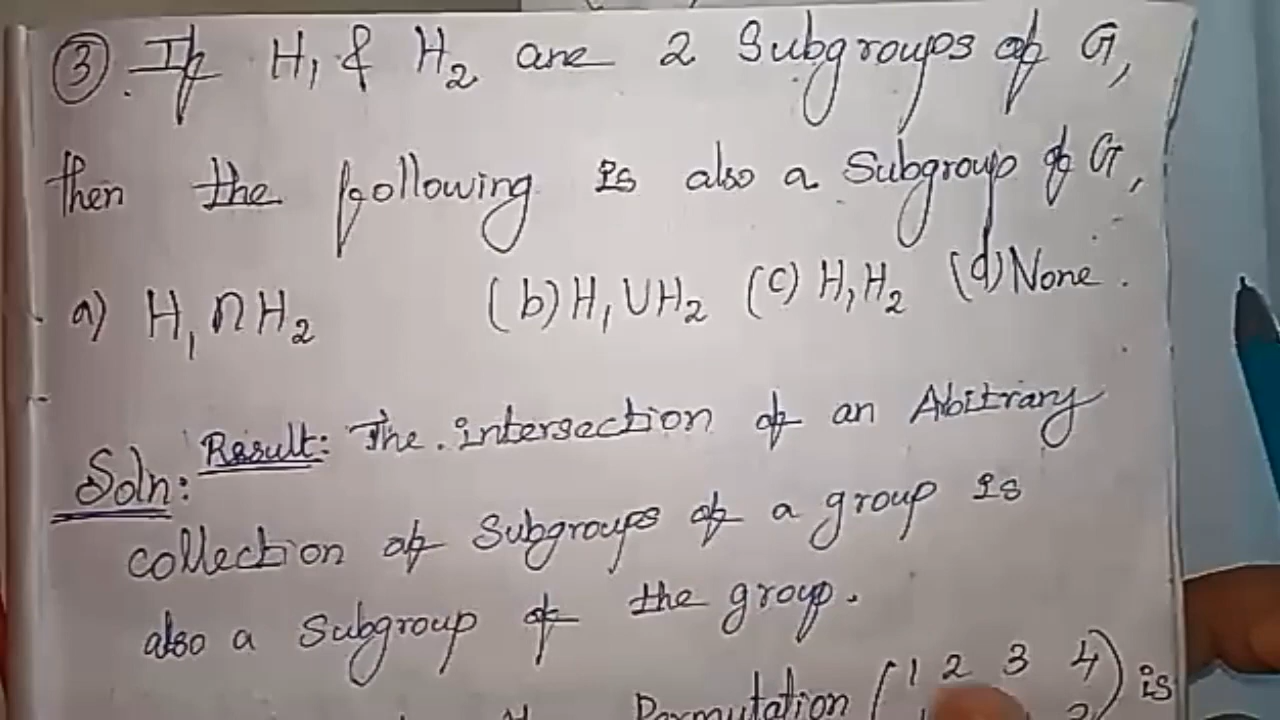 ③. If H₁ & H₂ are 2 Subgroups of G,
then the following is also a Subgroup of G,
a) H₁ ∩ H₂ (b) H₁ ∪ H₂ (c) H₁H₂ (d) None.
Soln: Result: The intersection of an Abitrary
collection of Subgroups of a group is
also a Subgroup of the group.
Permutation (1 2 3 4) is